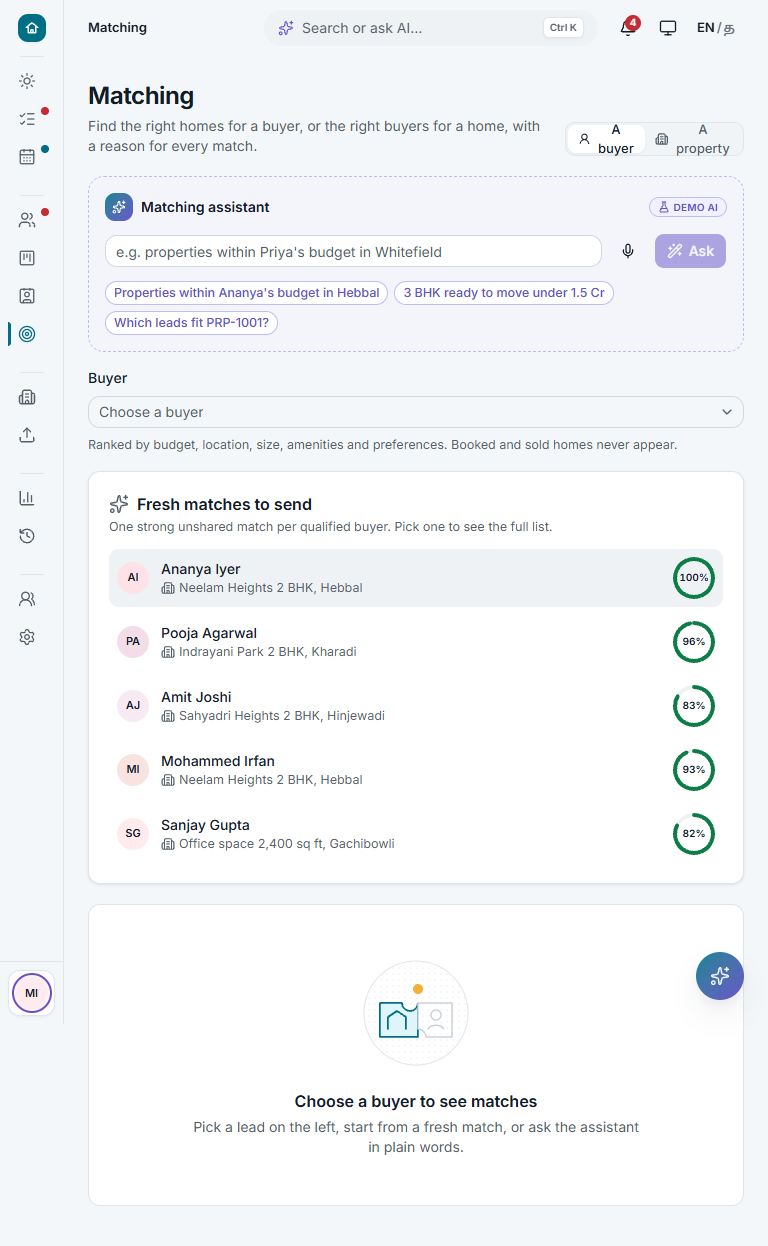 Matching
Search or ask AI...
Ctrl K
4
EN / த
Matching
Find the right homes for a buyer, or the right buyers for a home, with
a reason for every match.
A
buyer
A
property
Matching assistant
DEMO AI
e.g. properties within Priya's budget in Whitefield
Ask
Properties within Ananya's budget in Hebbal
3 BHK ready to move under 1.5 Cr
Which leads fit PRP-1001?
Buyer
Choose a buyer
Ranked by budget, location, size, amenities and preferences. Booked and sold homes never appear.
Fresh matches to send
One strong unshared match per qualified buyer. Pick one to see the full list.
AI
Ananya Iyer
Neelam Heights 2 BHK, Hebbal
100%
PA
Pooja Agarwal
Indrayani Park 2 BHK, Kharadi
96%
AJ
Amit Joshi
Sahyadri Heights 2 BHK, Hinjewadi
83%
MI
Mohammed Irfan
Neelam Heights 2 BHK, Hebbal
93%
SG
Sanjay Gupta
Office space 2,400 sq ft, Gachibowli
82%
MI
Choose a buyer to see matches
Pick a lead on the left, start from a fresh match, or ask the assistant
in plain words.